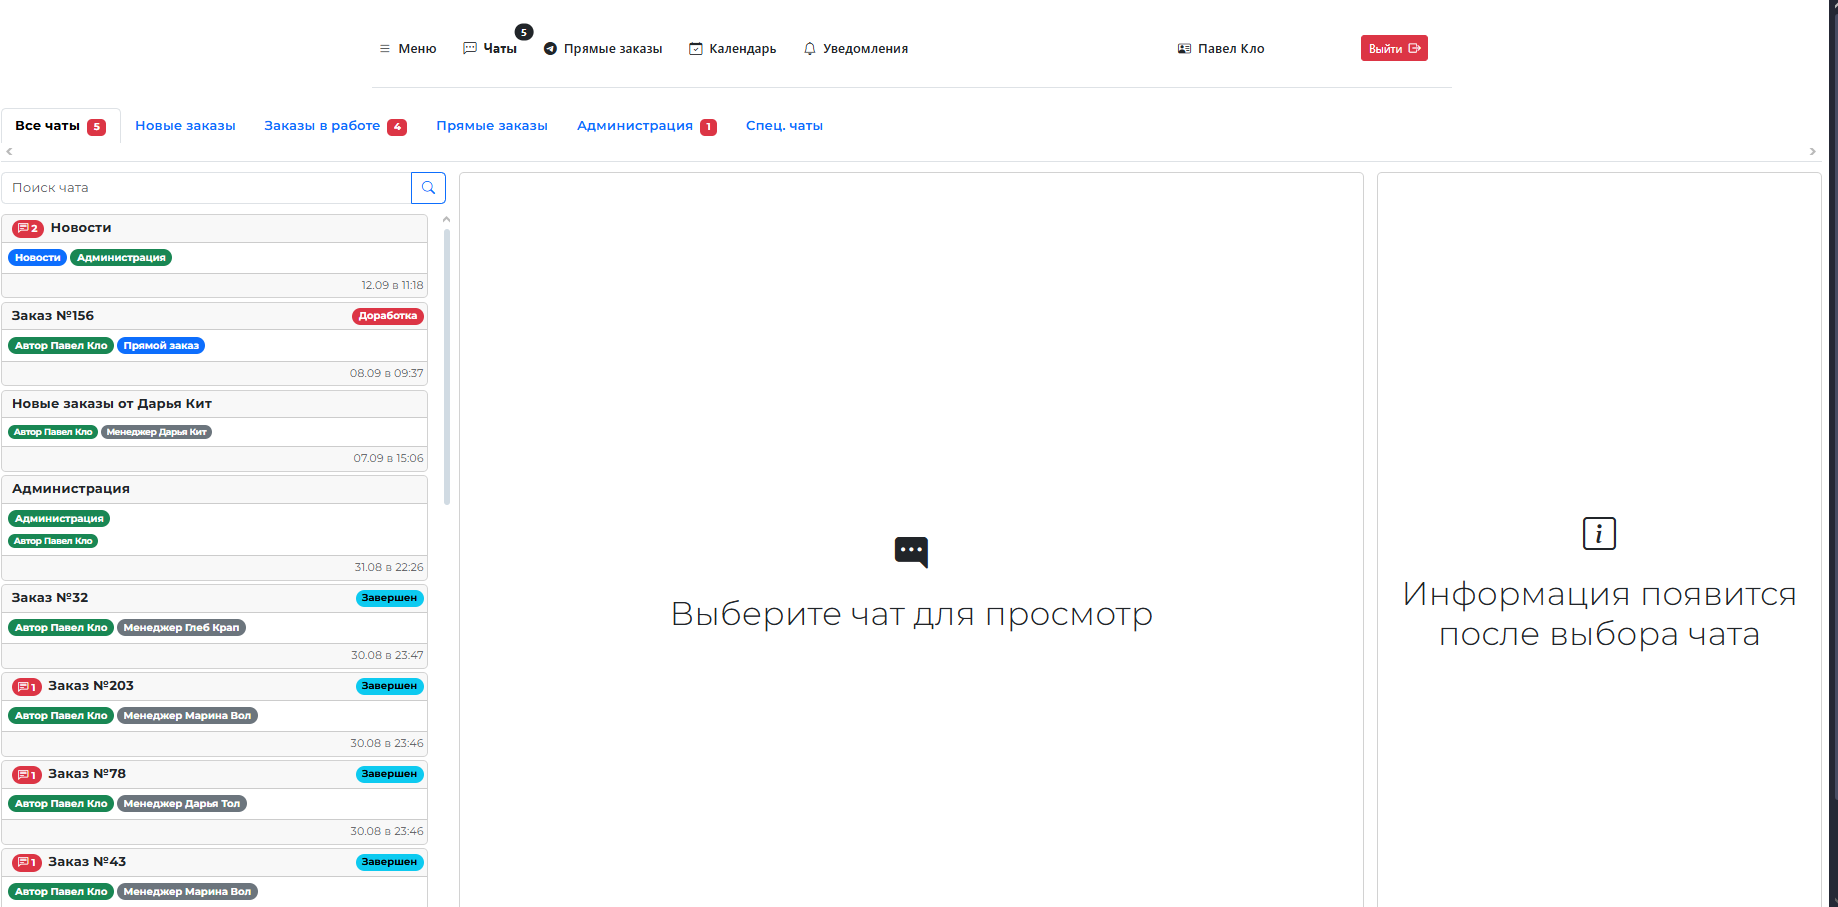 5
Меню Чаты Прямые заказы Календарь Уведомления Павел Кло Выйти
Все чаты 5 Новые заказы Заказы в работе 4 Прямые заказы Администрация 1 Спец. чаты
Поиск чата
2 Новости
Новости Администрация
12.09 в 11:18
Заказ №156 Доработка
Автор Павел Кло Прямой заказ
08.09 в 09:37
Новые заказы от Дарья Кит
Автор Павел Кло Менеджер Дарья Кит
07.09 в 15:06
Администрация
Администрация
Автор Павел Кло
31.08 в 22:26
Заказ №32 Завершен
Автор Павел Кло Менеджер Глеб Крап
30.08 в 23:47
1 Заказ №203 Завершен
Автор Павел Кло Менеджер Марина Вол
30.08 в 23:46
1 Заказ №78 Завершен
Автор Павел Кло Менеджер Дарья Тол
30.08 в 23:46
1 Заказ №43 Завершен
Автор Павел Кло Менеджер Марина Вол
Выберите чат для просмотр
Информация появится
после выбора чата